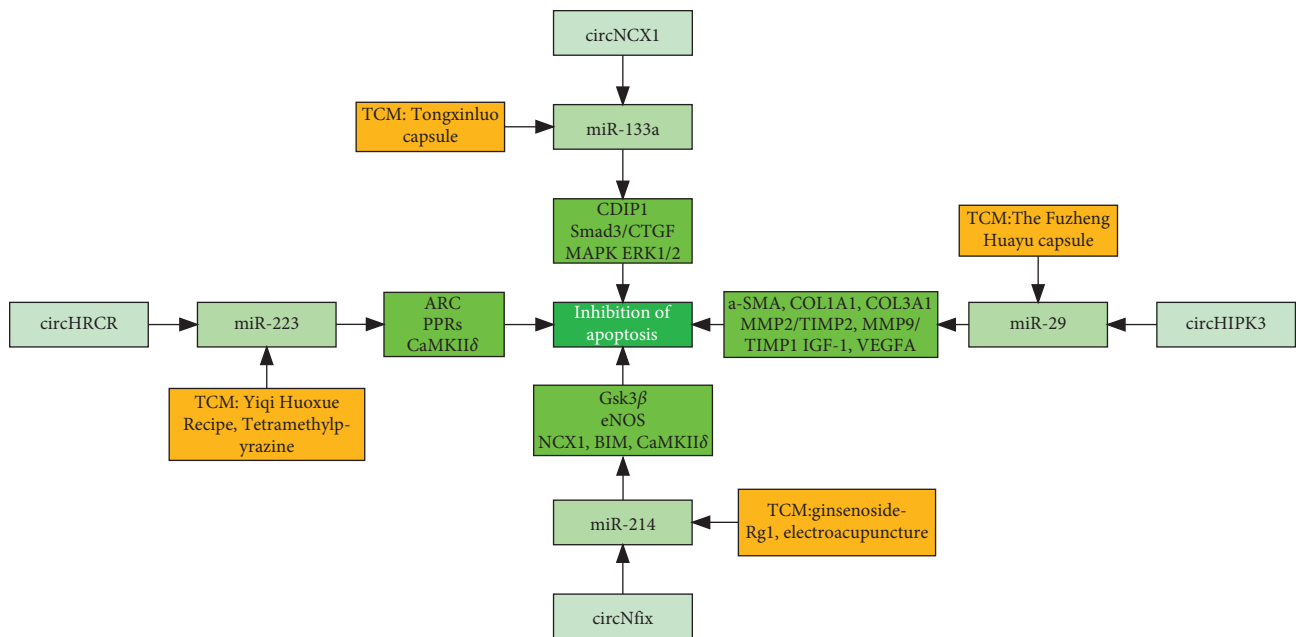 circNCX1
TCM: Tongxinluo
capsule
miR-133a
CDIP1
Smad3/CTGF
MAPK ERK1/2
TCM:The Fuzheng
Huayu capsule
circHRCR
miR-223
ARC
PPRs
CaMKIIδ
Inhibition of
apoptosis
a-SMA, COL1A1, COL3A1
MMP2/TIMP2, MMP9/
TIMP1 IGF-1, VEGFA
miR-29
circHIPK3
TCM: Yiqi Huoxue
Recipe, Tetramethylp-
yrazine
Gsk3β
eNOS
NCX1, BIM, CaMKIIδ
miR-214
TCM:ginsenoside-
Rg1, electroacupuncture
circNfix